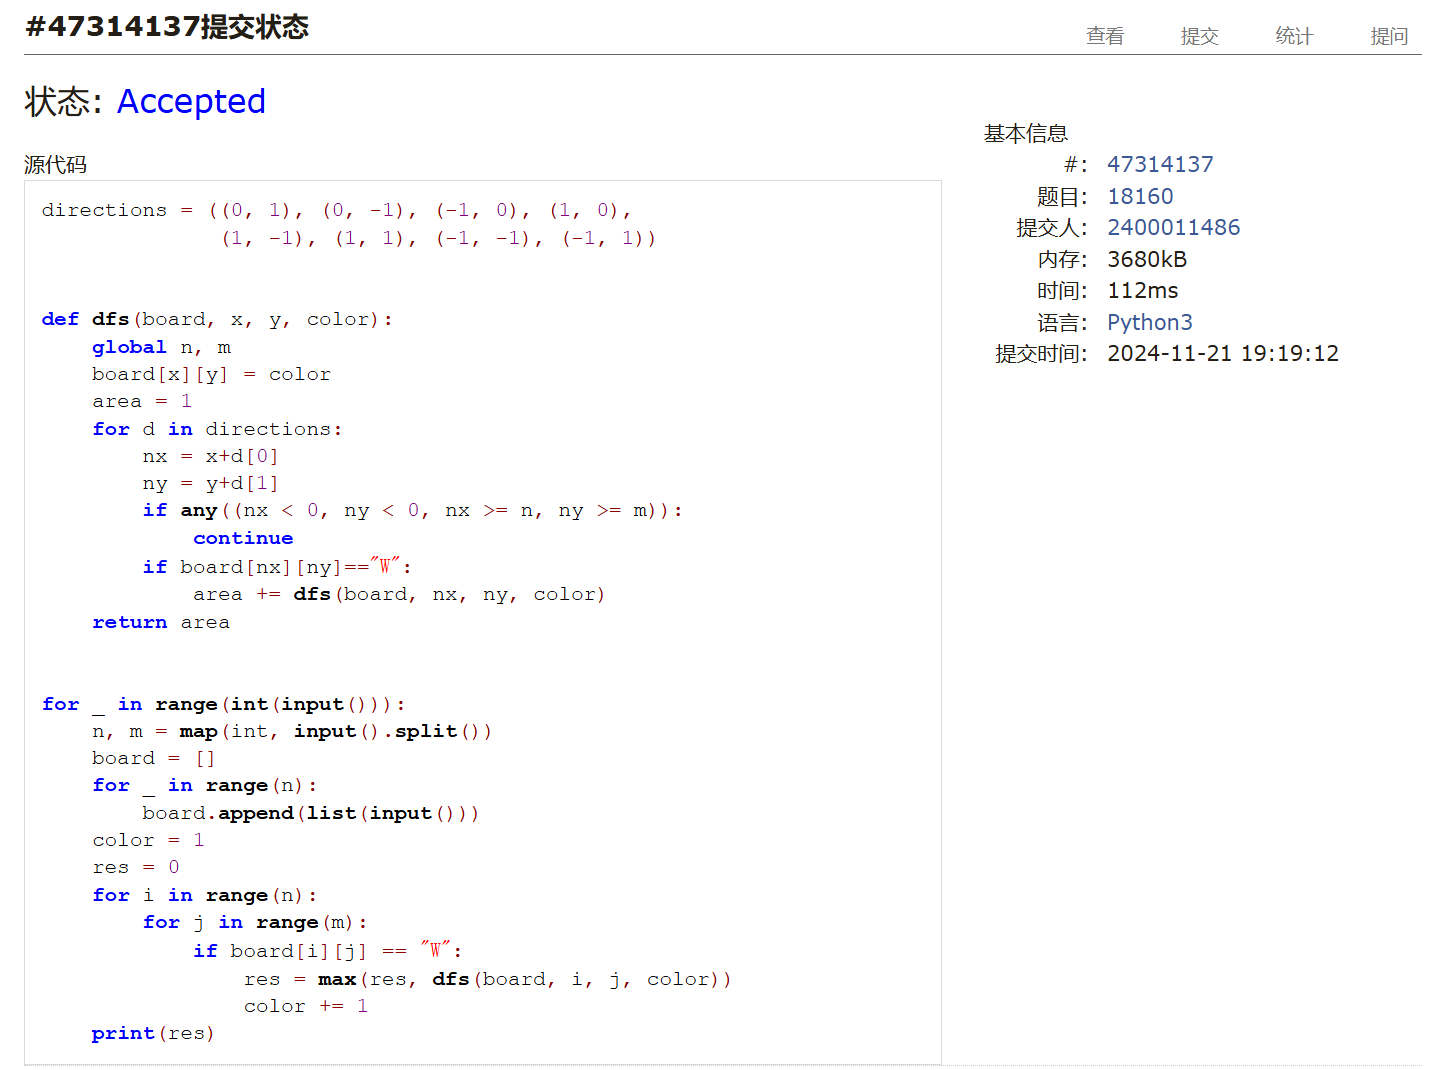 #47314137提交状态
查看 提交 统计 提问
状态: Accepted
源代码
directions = ((0, 1), (0, -1), (-1, 0), (1, 0),
              (1, -1), (1, 1), (-1, -1), (-1, 1))
def dfs(board, x, y, color):
    global n, m
    board[x][y] = color
    area = 1
    for d in directions:
        nx = x+d[0]
        ny = y+d[1]
        if any((nx < 0, ny < 0, nx >= n, ny >= m)):
            continue
        if board[nx][ny]=="W":
            area += dfs(board, nx, ny, color)
    return area
for _ in range(int(input())):
    n, m = map(int, input().split())
    board = []
    for _ in range(n):
        board.append(list(input()))
    color = 1
    res = 0
    for i in range(n):
        for j in range(m):
            if board[i][j] == "W":
                res = max(res, dfs(board, i, j, color))
                color += 1
    print(res)
基本信息
#: 47314137
题目: 18160
提交人: 2400011486
内存: 3680kB
时间: 112ms
语言: Python3
提交时间: 2024-11-21 19:19:12